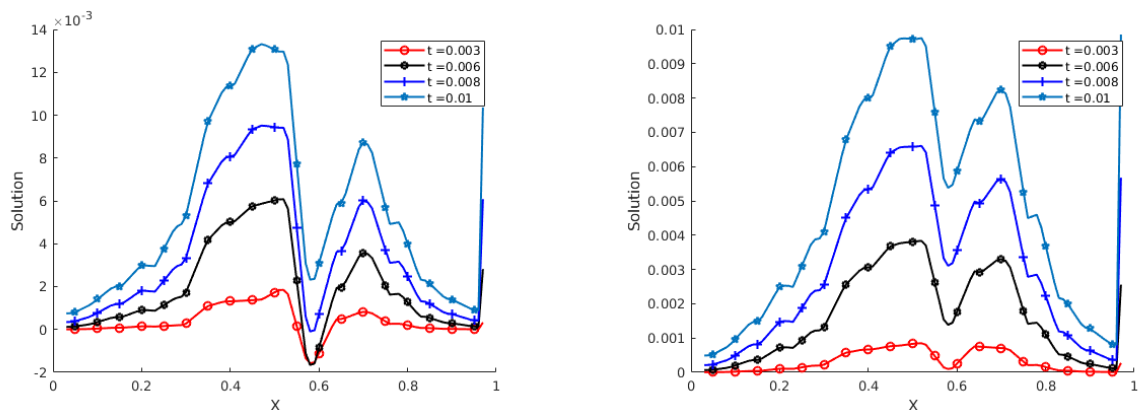 ×10⁻³
14
12
10
8
6
4
2
0
-2
0
0.2
0.4
0.6
0.8
1
Solution
X
t =0.003
t =0.006
t =0.008
t =0.01
0.01
0.009
0.008
0.007
0.006
0.005
0.004
0.003
0.002
0.001
0
0
0.2
0.4
0.6
0.8
1
Solution
X
t =0.003
t =0.006
t =0.008
t =0.01